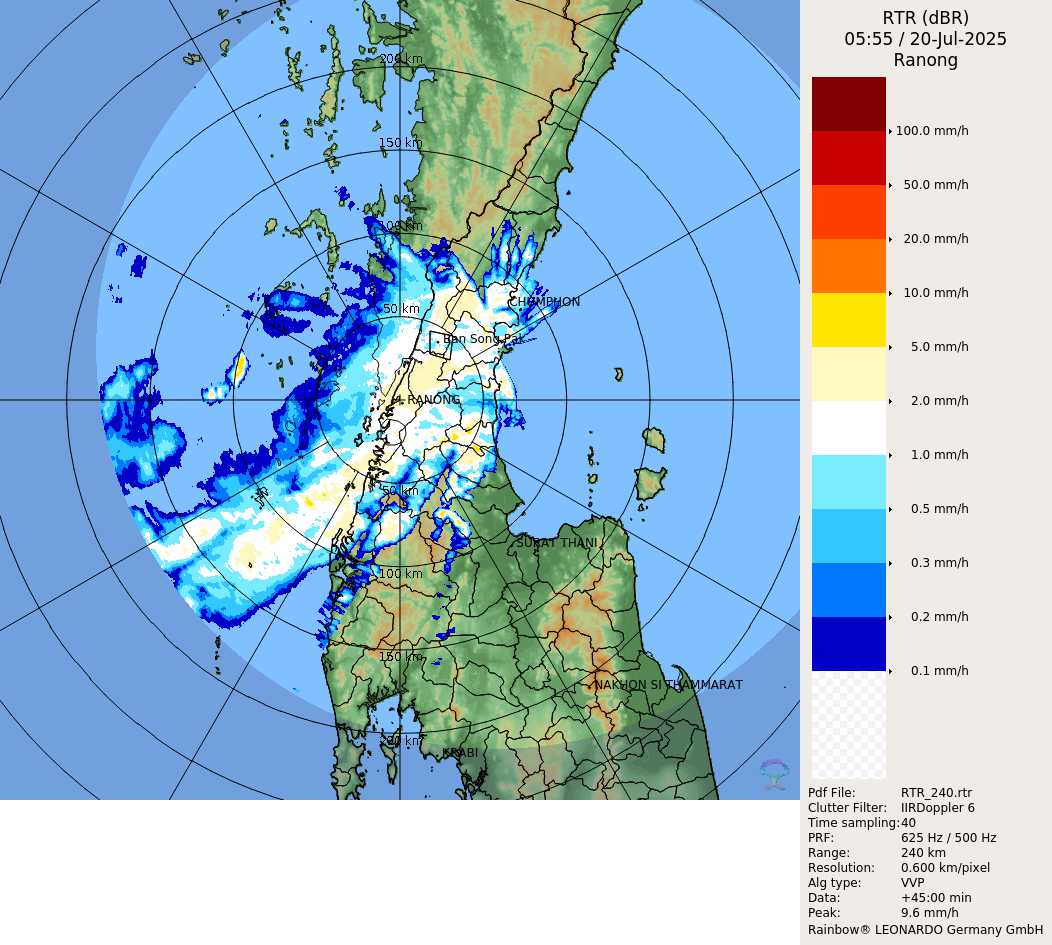 RTR (dBR)
05:55 / 20-Jul-2025
Ranong
200 km
150 km
100 km
50 km
CHUMPHON
Ban Song Pak
RANONG
50 km
SURAT THANI
100 km
150 km
NAKHON SI THAMMARAT
200 km
KRABI
100.0 mm/h
50.0 mm/h
20.0 mm/h
10.0 mm/h
5.0 mm/h
2.0 mm/h
1.0 mm/h
0.5 mm/h
0.3 mm/h
0.2 mm/h
0.1 mm/h
Pdf File: RTR_240.rtr
Clutter Filter: IIRDoppler 6
Time sampling: 40
PRF: 625 Hz / 500 Hz
Range: 240 km
Resolution: 0.600 km/pixel
Alg type: VVP
Data: +45:00 min
Peak: 9.6 mm/h
Rainbow® LEONARDO Germany GmbH